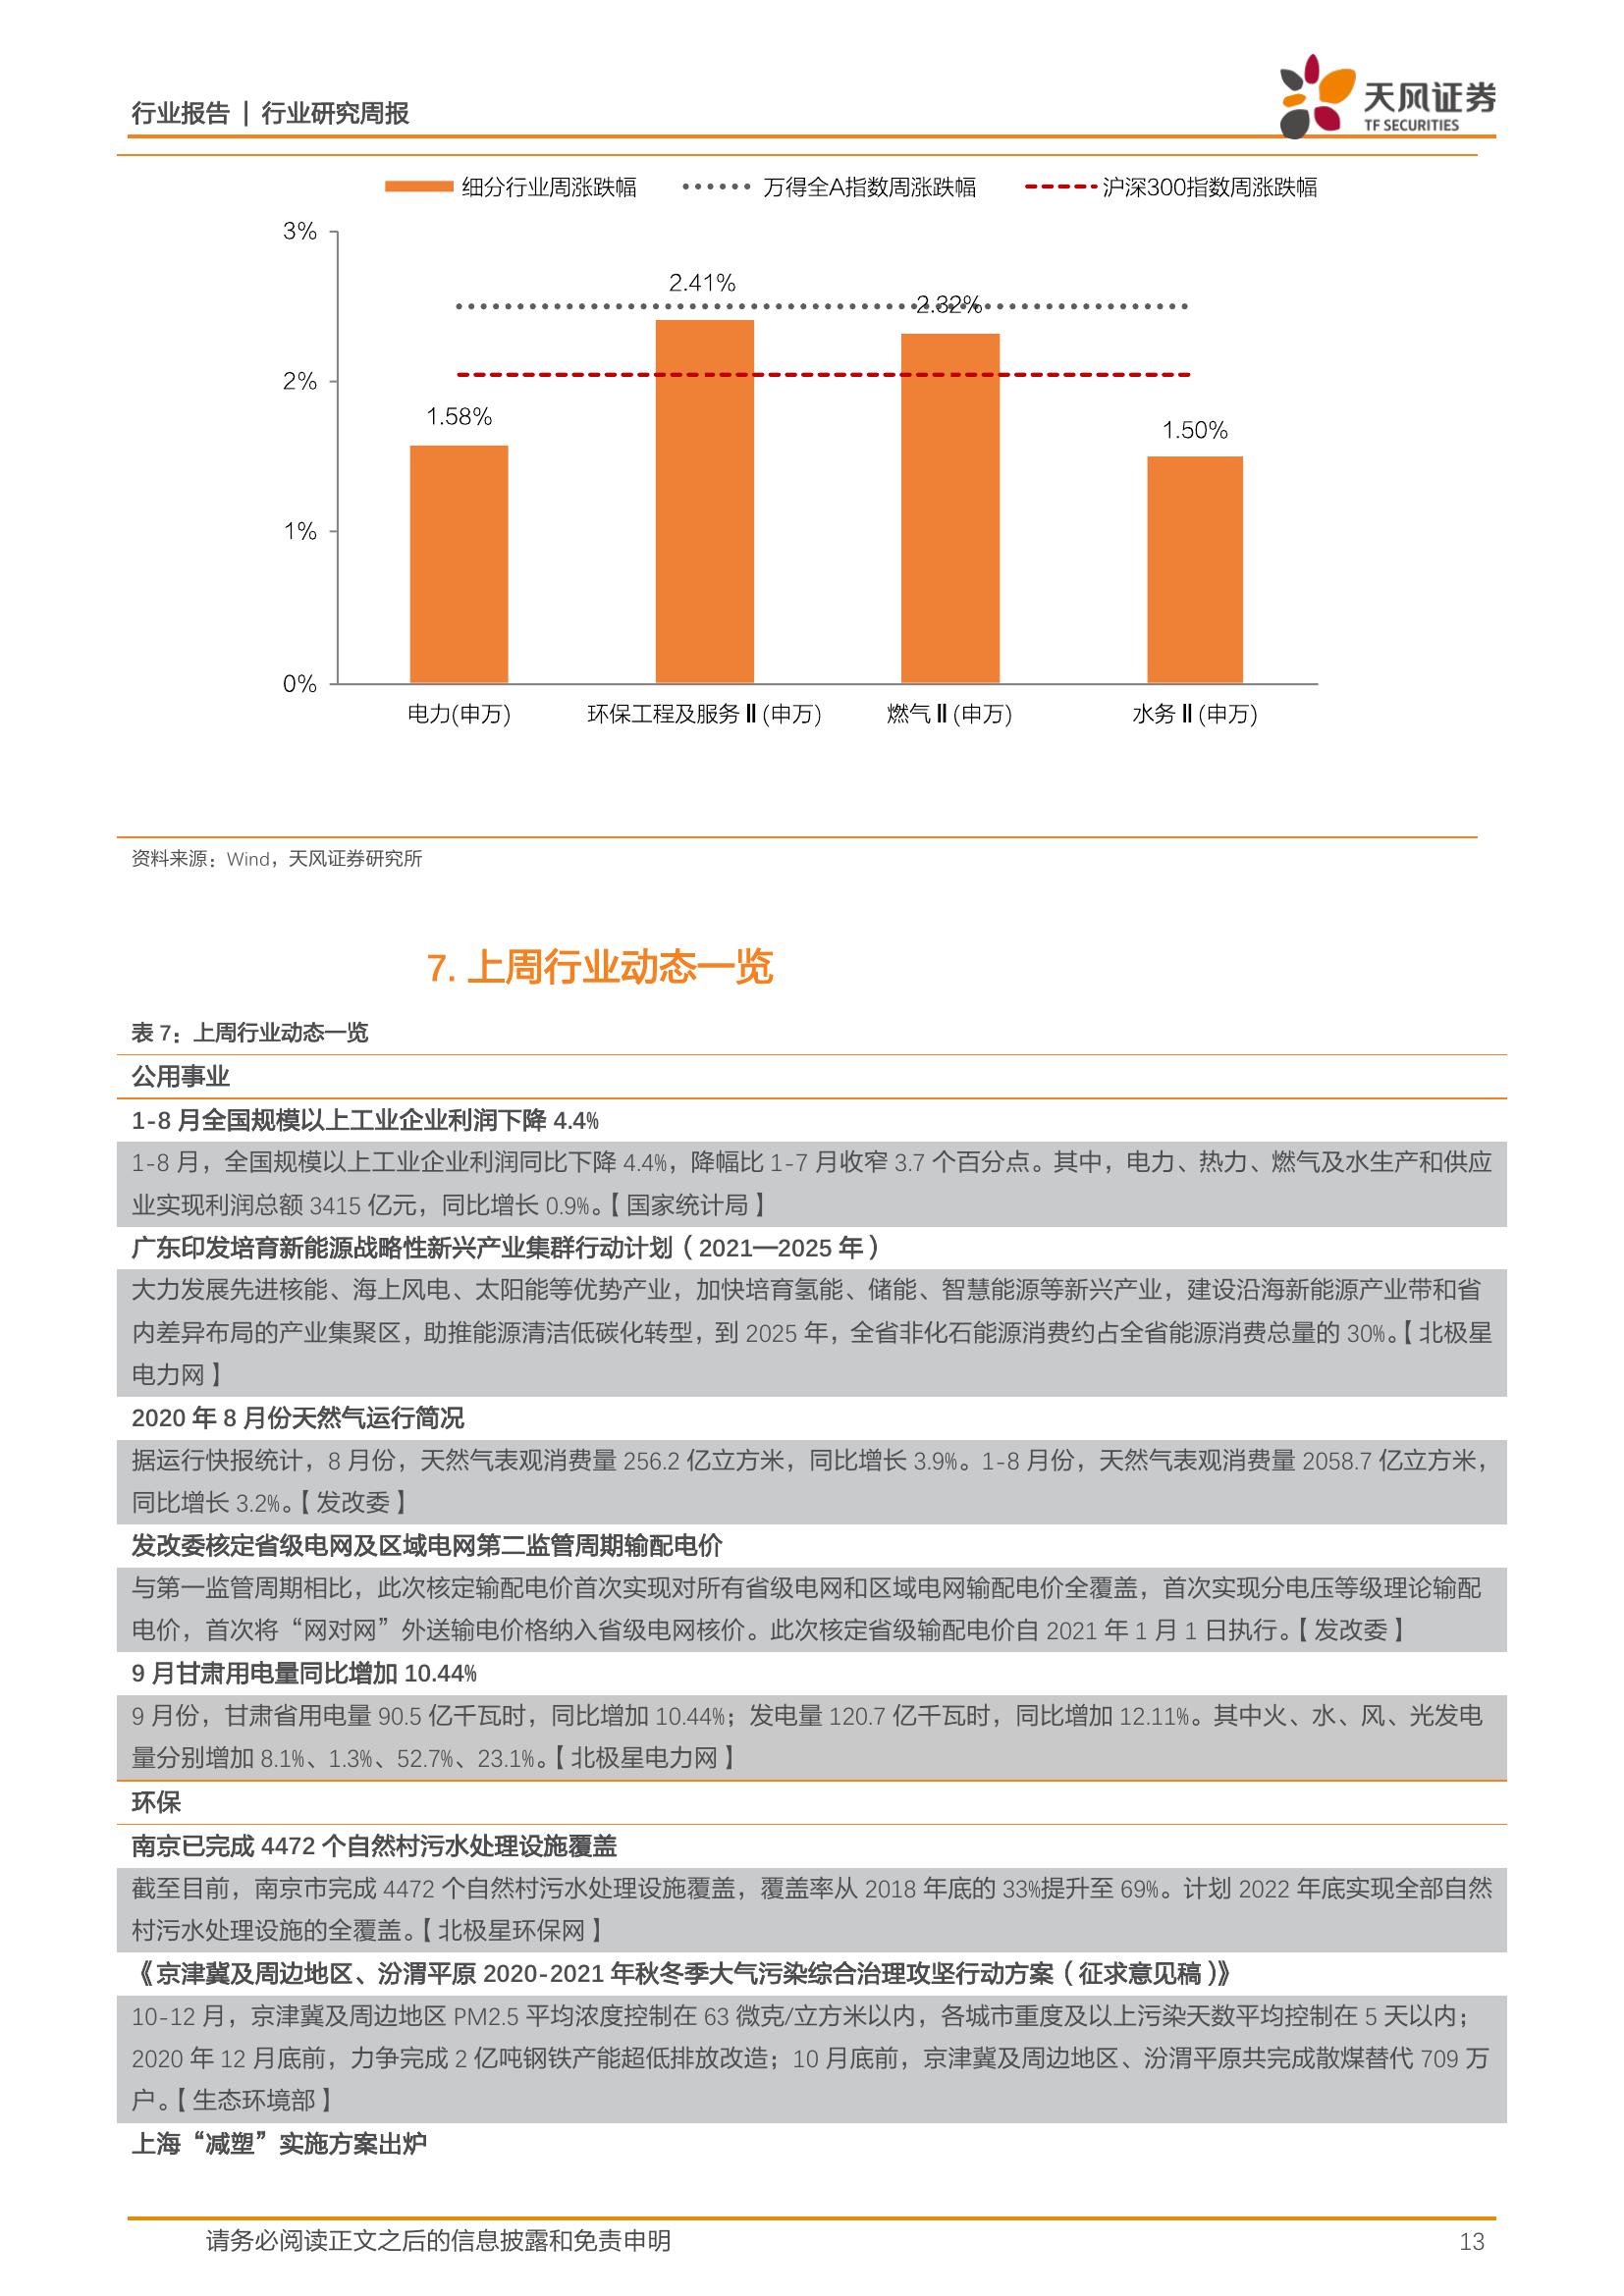 行业报告 | 行业研究周报
天风证券
TF SECURITIES
细分行业周涨跌幅 万得全A指数周涨跌幅 沪深300指数周涨跌幅
3%
2.41%
2.32%
2%
1.58%
1.50%
1%
0%
电力(申万) 环保工程及服务Ⅱ(申万) 燃气Ⅱ(申万) 水务Ⅱ(申万)
资料来源：Wind，天风证券研究所
7. 上周行业动态一览
表 7：上周行业动态一览
公用事业
1-8 月全国规模以上工业企业利润下降 4.4%
1-8 月，全国规模以上工业企业利润同比下降 4.4%，降幅比 1-7 月收窄 3.7 个百分点。其中，电力、热力、燃气及水生产和供应
业实现利润总额 3415 亿元，同比增长 0.9%。【国家统计局】
广东印发培育新能源战略性新兴产业集群行动计划（2021—2025 年）
大力发展先进核能、海上风电、太阳能等优势产业，加快培育氢能、储能、智慧能源等新兴产业，建设沿海新能源产业带和省
内差异布局的产业集聚区，助推能源清洁低碳化转型，到 2025 年，全省非化石能源消费约占全省能源消费总量的 30%。【北极星
电力网】
2020 年 8 月份天然气运行简况
据运行快报统计，8 月份，天然气表观消费量 256.2 亿立方米，同比增长 3.9%。1-8 月份，天然气表观消费量 2058.7 亿立方米，
同比增长 3.2%。【发改委】
发改委核定省级电网及区域电网第二监管周期输配电价
与第一监管周期相比，此次核定输配电价首次实现对所有省级电网和区域电网输配电价全覆盖，首次实现分电压等级理论输配
电价，首次将“网对网”外送输电价格纳入省级电网核价。此次核定省级输配电价自 2021 年 1 月 1 日执行。【发改委】
9 月甘肃用电量同比增加 10.44%
9 月份，甘肃省用电量 90.5 亿千瓦时，同比增加 10.44%；发电量 120.7 亿千瓦时，同比增加 12.11%。其中火、水、风、光发电
量分别增加 8.1%、1.3%、52.7%、23.1%。【北极星电力网】
环保
南京已完成 4472 个自然村污水处理设施覆盖
截至目前，南京市完成 4472 个自然村污水处理设施覆盖，覆盖率从 2018 年底的 33%提升至 69%。计划 2022 年底实现全部自然
村污水处理设施的全覆盖。【北极星环保网】
《京津冀及周边地区、汾渭平原 2020-2021 年秋冬季大气污染综合治理攻坚行动方案（征求意见稿）》
10-12 月，京津冀及周边地区 PM2.5 平均浓度控制在 63 微克/立方米以内，各城市重度及以上污染天数平均控制在 5 天以内；
2020 年 12 月底前，力争完成 2 亿吨钢铁产能超低排放改造；10 月底前，京津冀及周边地区、汾渭平原共完成散煤替代 709 万
户。【生态环境部】
上海“减塑”实施方案出炉
请务必阅读正文之后的信息披露和免责申明 13